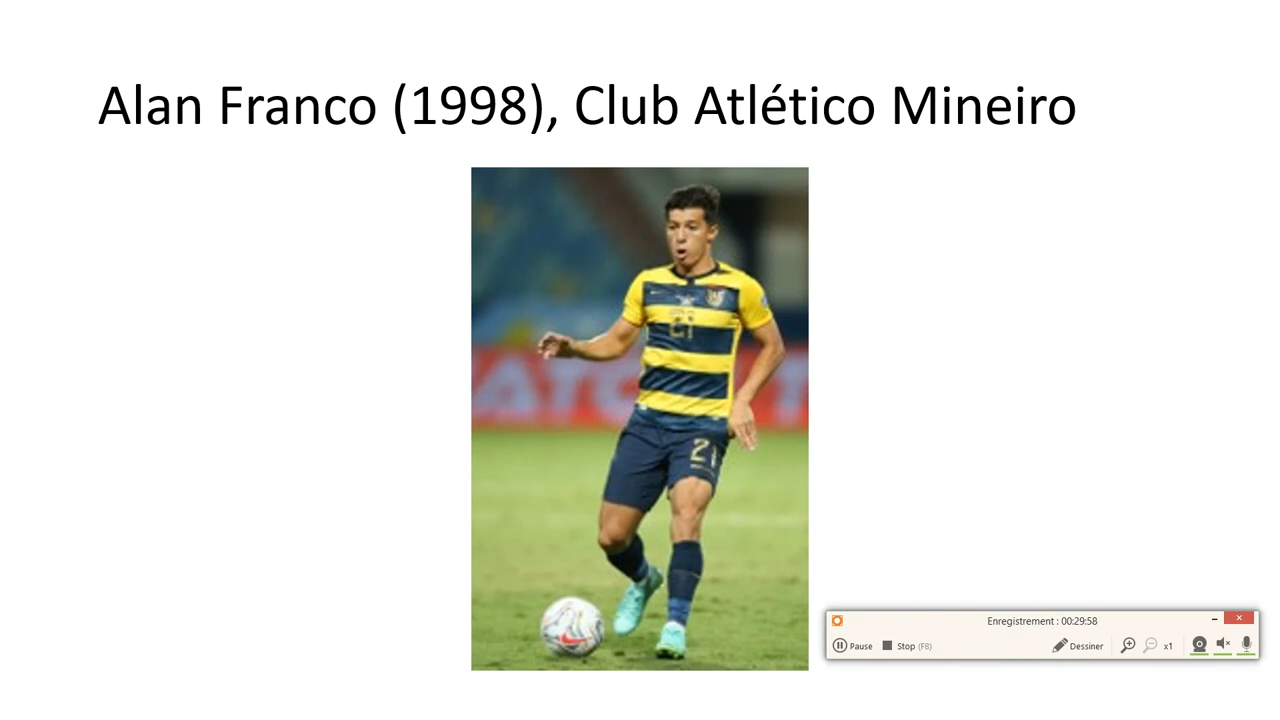 Alan Franco (1998), Club Atlético Mineiro
21
21
Enregistrement : 00:29:58
Pause
Stop (F8)
Dessiner
x1